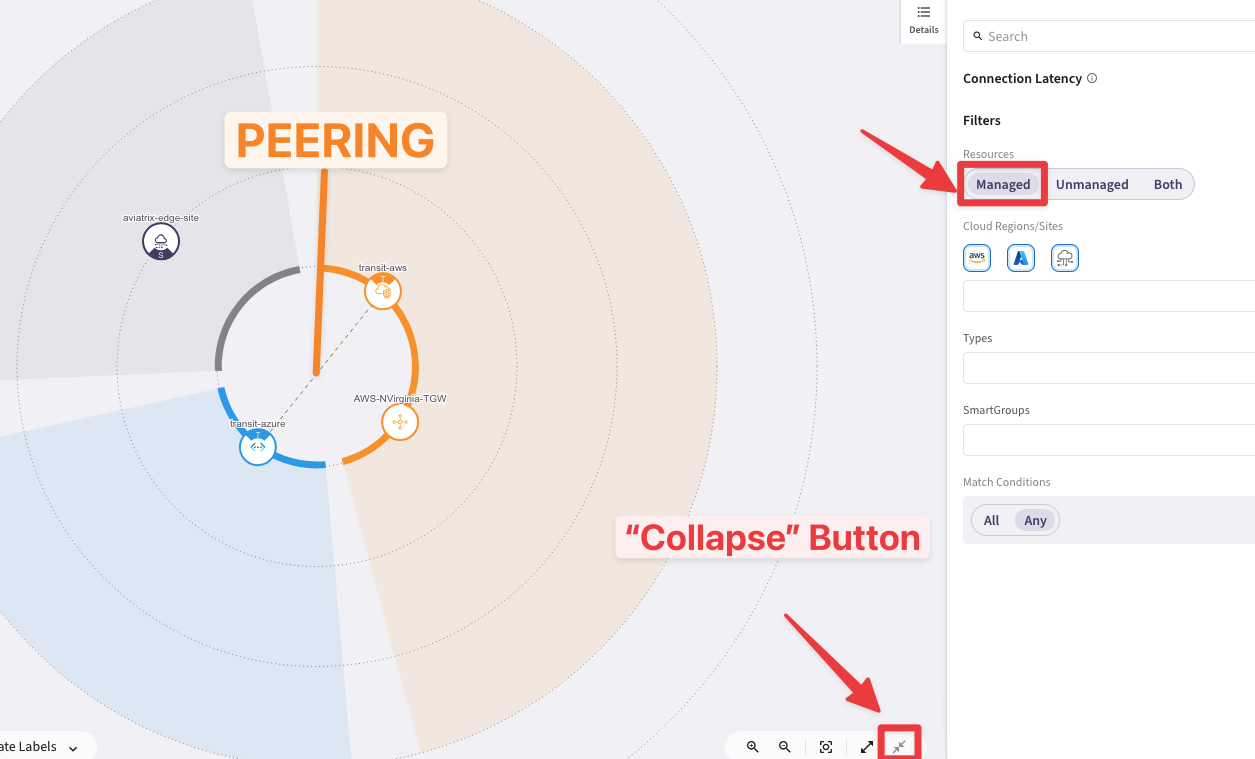 Details
Search
Connection Latency
Filters
Resources
Managed
Unmanaged
Both
Cloud Regions/Sites
aws
Types
SmartGroups
Match Conditions
All
Any
PEERING
aviatrix-edge-site
S
transit-aws
T
AWS-NVirginia-TGW
transit-azure
T
“Collapse” Button
ate Labels